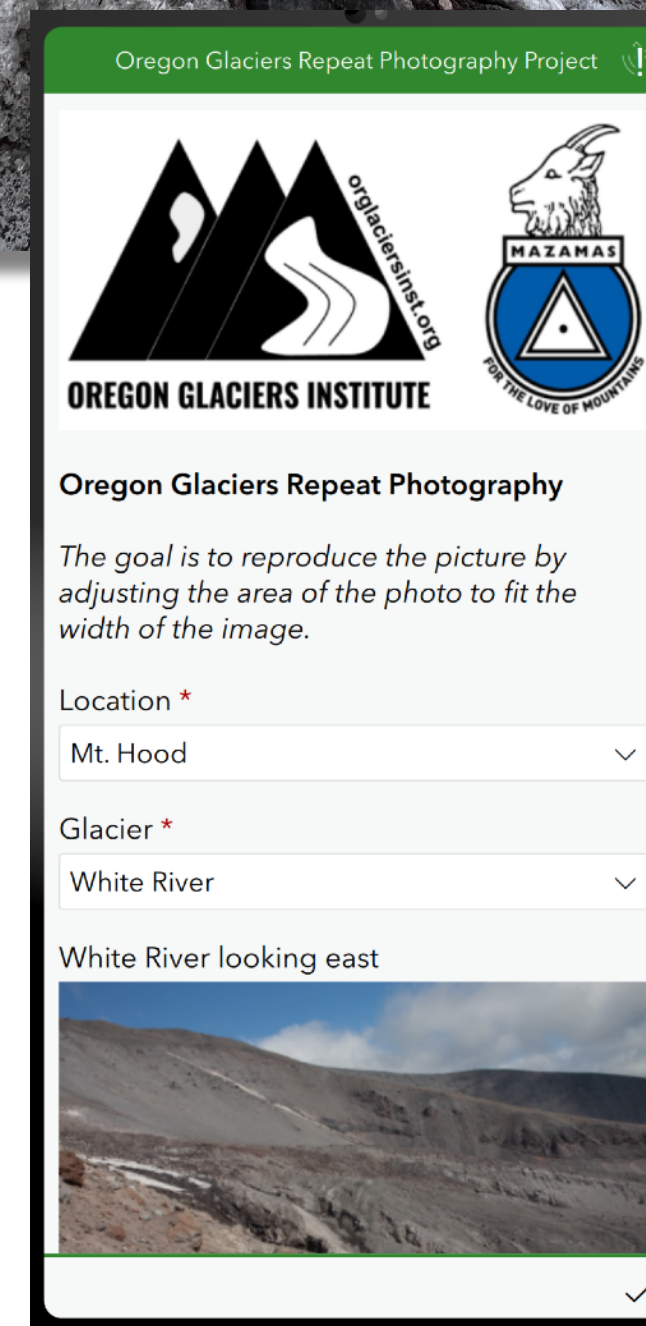 Oregon Glaciers Repeat Photography Project
orglaciersinst.org
OREGON GLACIERS INSTITUTE
MAZAMAS
FOR THE LOVE OF MOUNTAINS
Oregon Glaciers Repeat Photography
The goal is to reproduce the picture by
adjusting the area of the photo to fit the
width of the image.
Location *
Mt. Hood
Glacier *
White River
White River looking east